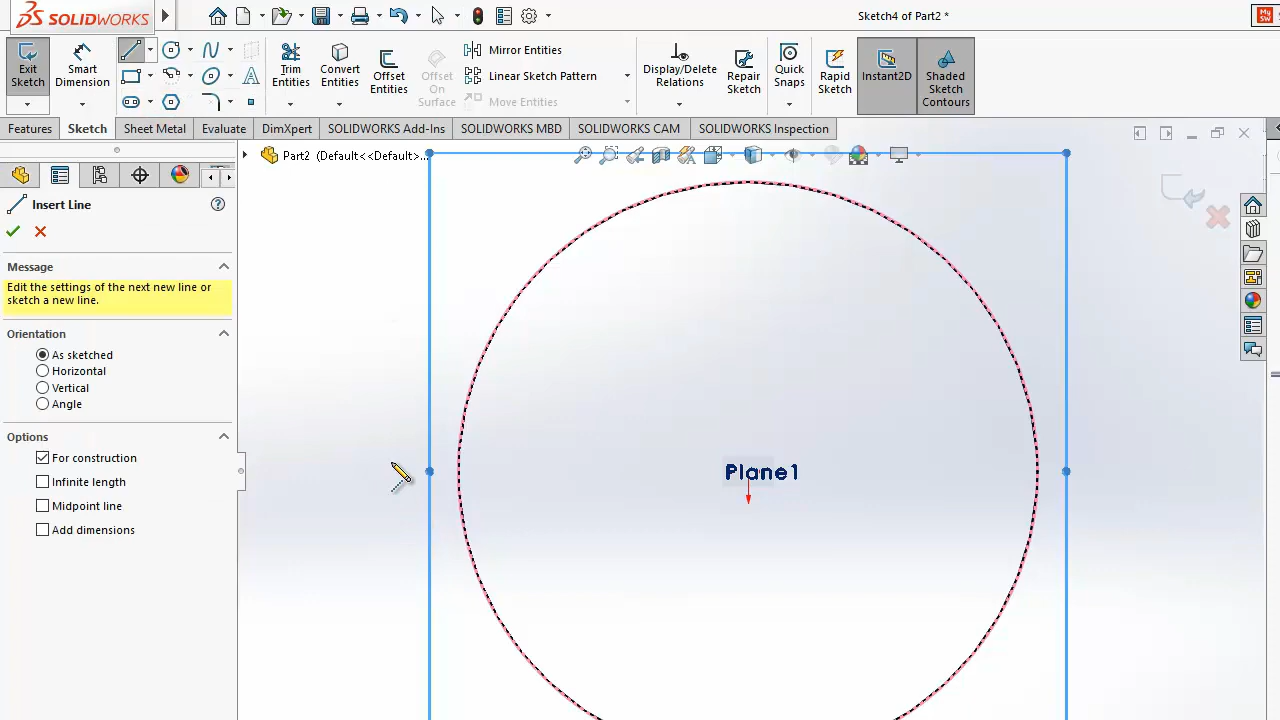 SOLIDWORKS
Sketch4 of Part2 *
My
SW
Exit Sketch
Smart Dimension
Trim Entities
Convert Entities
Offset Entities
Offset On Surface
Mirror Entities
Linear Sketch Pattern
Move Entities
Display/Delete Relations
Repair Sketch
Quick Snaps
Rapid Sketch
Instant2D
Shaded Sketch Contours
Features
Sketch
Sheet Metal
Evaluate
DimXpert
SOLIDWORKS Add-Ins
SOLIDWORKS MBD
SOLIDWORKS CAM
SOLIDWORKS Inspection
Part2 (Default<<Default>...
Insert Line
Message
Edit the settings of the next new line or
sketch a new line.
Orientation
As sketched
Horizontal
Vertical
Angle
Options
For construction
Infinite length
Midpoint line
Add dimensions
Plane1